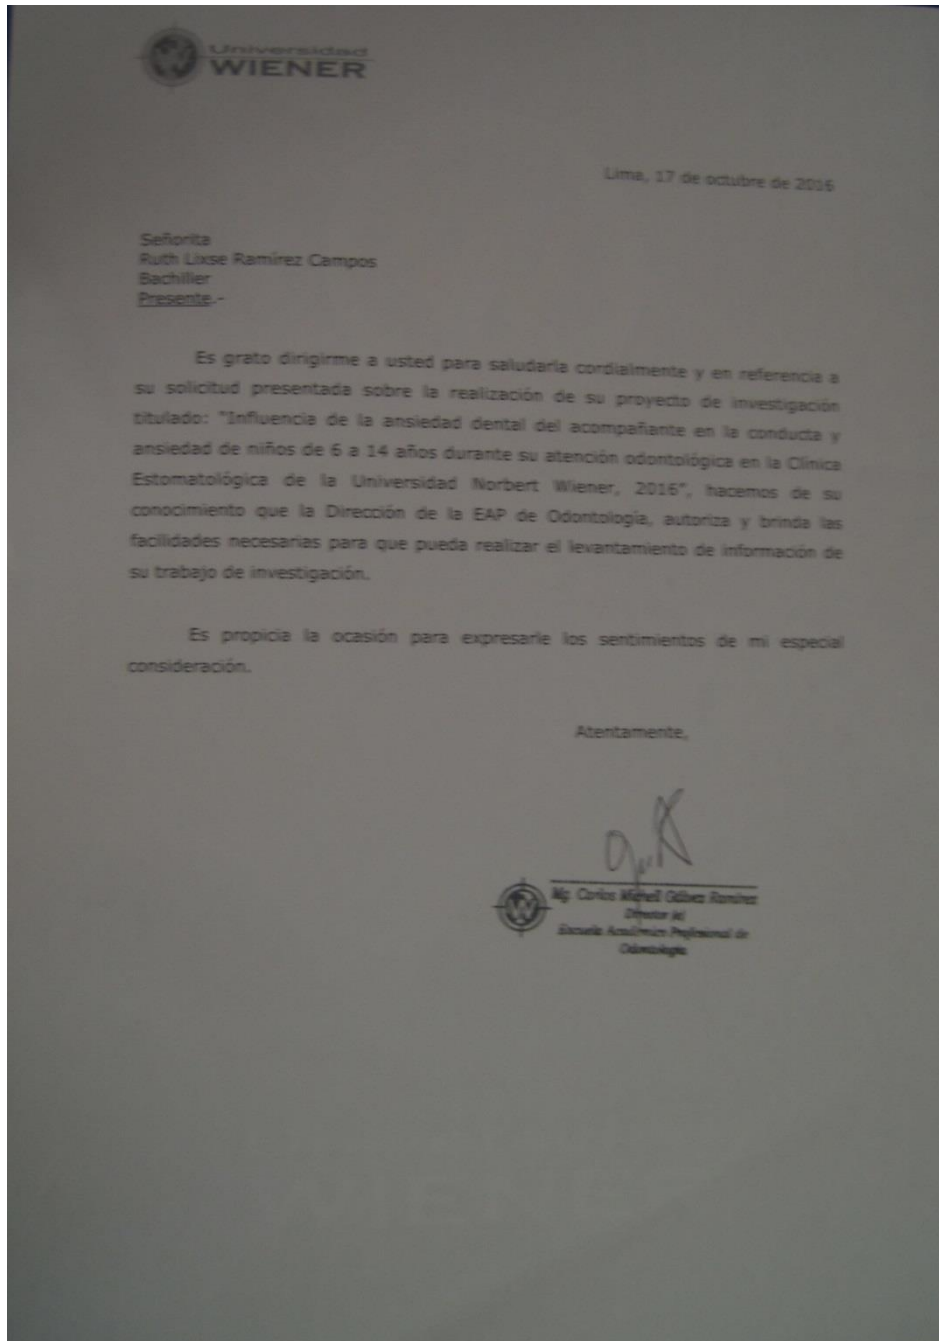 Universidad
WIENER
Lima, 17 de octubre de 2016
Señorita
Ruth Lixse Ramírez Campos
Bachiller
Presente.-
Es grato dirigirme a usted para saludarla cordialmente y en referencia a
su solicitud presentada sobre la realización de su proyecto de investigación
titulado: "Influencia de la ansiedad dental del acompañante en la conducta y
ansiedad de niños de 6 a 14 años durante su atención odontológica en la Clínica
Estomatológica de la Universidad Norbert Wiener, 2016", hacemos de su
conocimiento que la Dirección de la EAP de Odontología, autoriza y brinda las
facilidades necesarias para que pueda realizar el levantamiento de información de
su trabajo de investigación.
Es propicia la ocasión para expresarle los sentimientos de mi especial
consideración.
Atentamente,
Mg. Carlos Michell Gálvez Ramírez
Director (e)
Escuela Académico Profesional de
Odontología